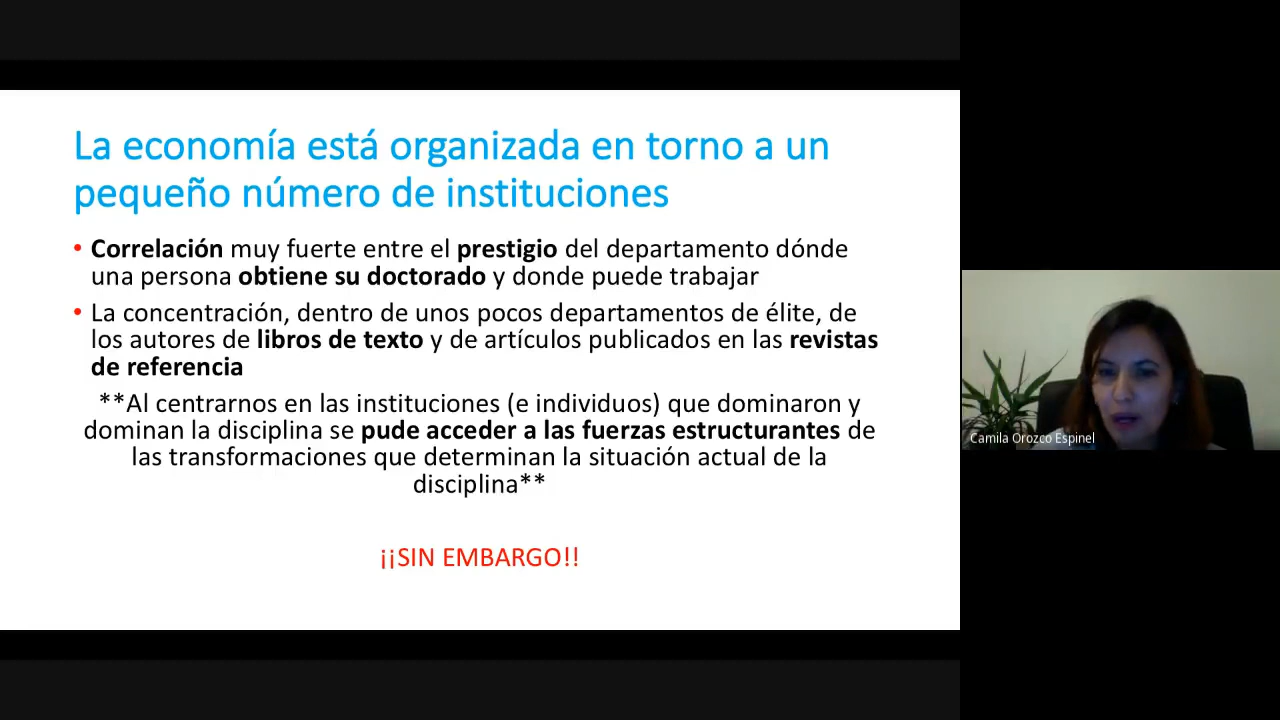 La economía está organizada en torno a un
pequeño número de instituciones
• Correlación muy fuerte entre el prestigio del departamento dónde
una persona obtiene su doctorado y donde puede trabajar
• La concentración, dentro de unos pocos departamentos de élite, de
los autores de libros de texto y de artículos publicados en las revistas
de referencia
**Al centrarnos en las instituciones (e individuos) que dominaron y
dominan la disciplina se pude acceder a las fuerzas estructurantes de
las transformaciones que determinan la situación actual de la
disciplina**
¡¡SIN EMBARGO!!
Camila Orozco Espinel